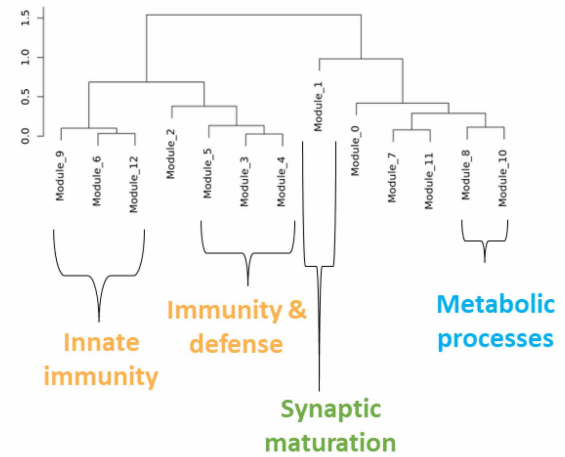 1.5
1.0
0.5
0.0
Module_9
Module_6
Module_12
Module_2
Module_5
Module_3
Module_4
Module_1
Module_0
Module_7
Module_11
Module_8
Module_10
Innate
immunity
Immunity &
defense
Synaptic
maturation
Metabolic
processes